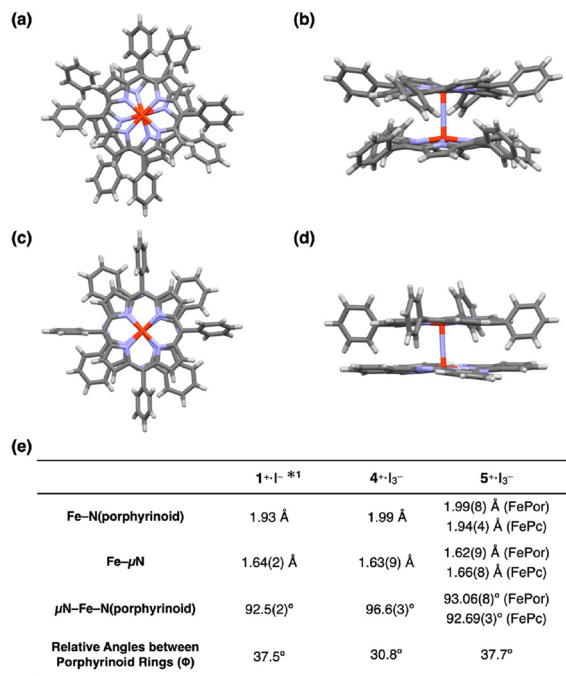 (a)
(b)
(c)
(d)
(e)
1⁺·I⁻ *1 4⁺·I₃⁻ 5⁺·I₃⁻
Fe–N(porphyrinoid) 1.93 Å 1.99 Å 1.99(8) Å (FePor)
1.94(4) Å (FePc)
Fe–μN 1.64(2) Å 1.63(9) Å 1.62(9) Å (FePor)
1.66(8) Å (FePc)
μN–Fe–N(porphyrinoid) 92.5(2)º 96.6(3)º 93.06(8)º (FePor)
92.69(3)º (FePc)
Relative Angles between
Porphyrinoid Rings (Φ) 37.5º 30.8º 37.7º